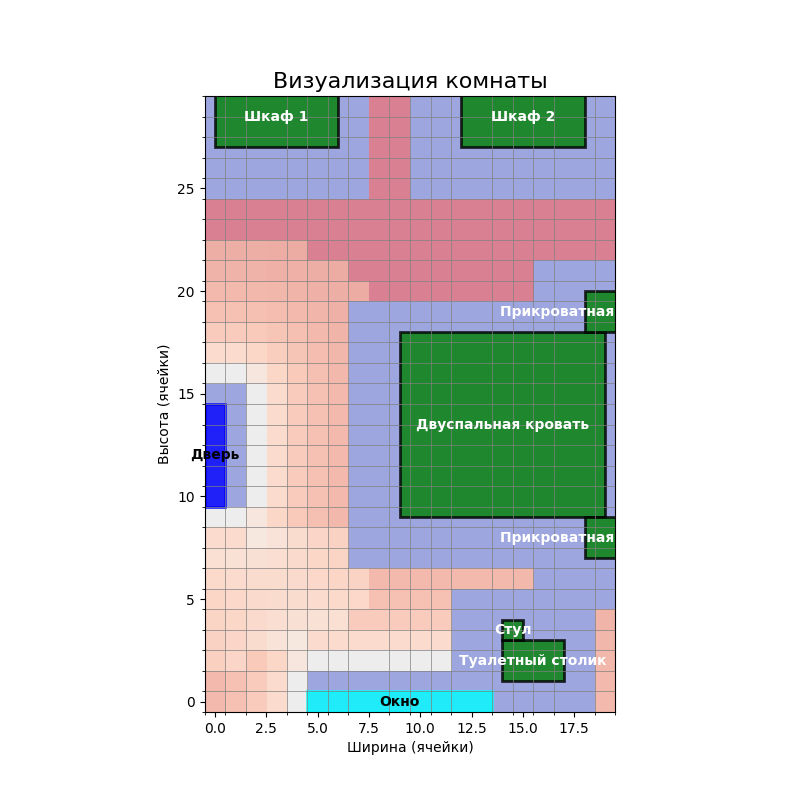 Визуализация комнаты
Шкаф 1
Шкаф 2
25
20
Прикроватная
15
Двуспальная кровать
Дверь
10
Прикроватная
5
Стул
Туалетный столик
0
Окно
0.0 2.5 5.0 7.5 10.0 12.5 15.0 17.5
Ширина (ячейки)
Высота (ячейки)